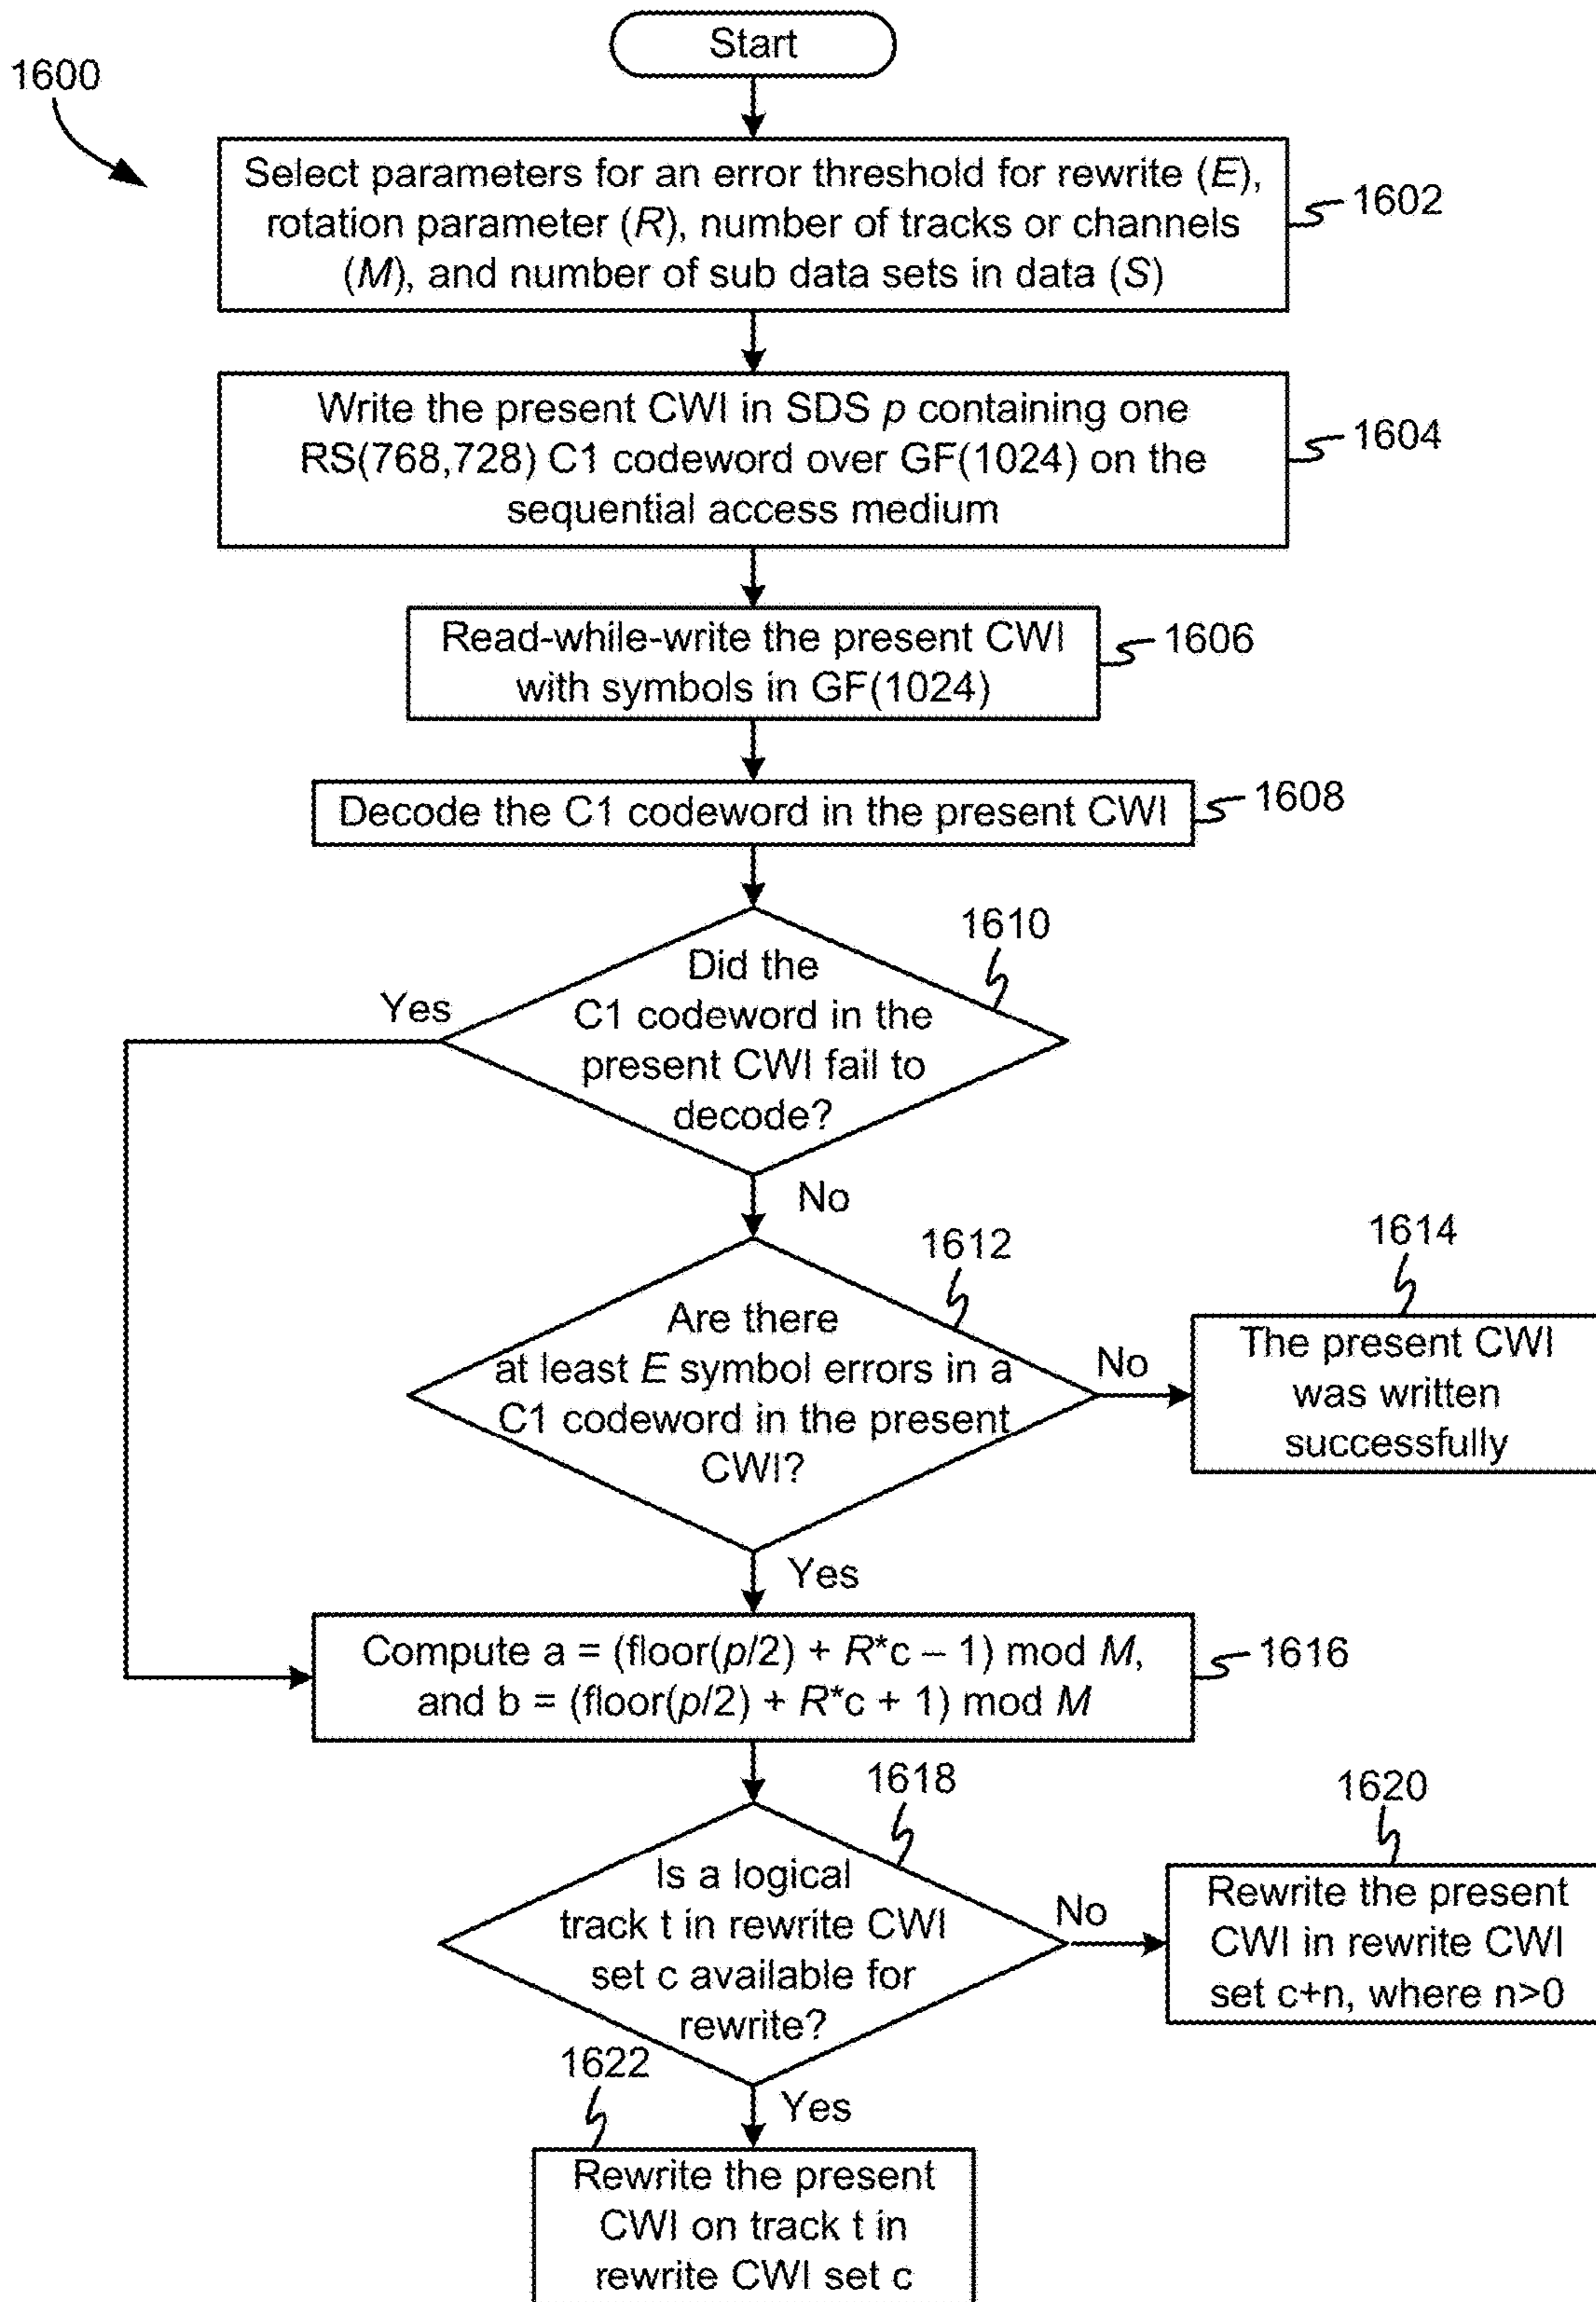 Start
1600
Select parameters for an error threshold for rewrite (E),
rotation parameter (R), number of tracks or channels
(M), and number of sub data sets in data (S)
1602
Write the present CWI in SDS p containing one
RS(768,728) C1 codeword over GF(1024) on the
sequential access medium
1604
Read-while-write the present CWI
with symbols in GF(1024)
1606
Decode the C1 codeword in the present CWI
1608
1610
Did the
C1 codeword in the
present CWI fail to
decode?
Yes
No
1612
Are there
at least E symbol errors in a
C1 codeword in the present
CWI?
No
1614
The present CWI
was written
successfully
Yes
Compute a = (floor(p/2) + R*c – 1) mod M,
and b = (floor(p/2) + R*c + 1) mod M
1616
1618
Is a logical
track t in rewrite CWI
set c available for
rewrite?
No
1620
Rewrite the present
CWI in rewrite CWI
set c+n, where n>0
1622
Yes
Rewrite the present
CWI on track t in
rewrite CWI set c